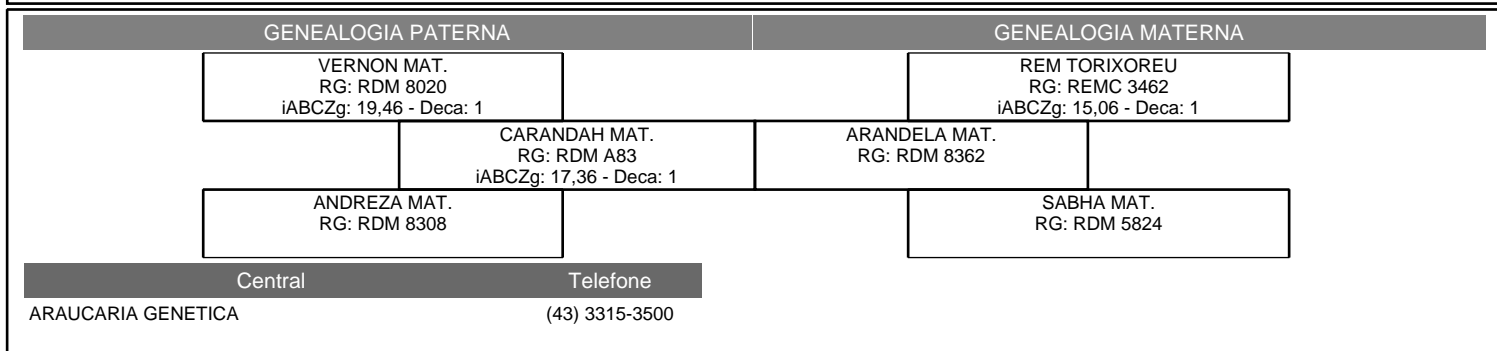 GENEALOGIA PATERNA
GENEALOGIA MATERNA
VERNON MAT.
RG: RDM 8020
iABCZg: 19,46 - Deca: 1
REM TORIXOREU
RG: REMC 3462
iABCZg: 15,06 - Deca: 1
CARANDAH MAT.
RG: RDM A83
iABCZg: 17,36 - Deca: 1
ARANDELA MAT.
RG: RDM 8362
ANDREZA MAT.
RG: RDM 8308
SABHA MAT.
RG: RDM 5824
Central
Telefone
ARAUCARIA GENETICA
(43) 3315-3500